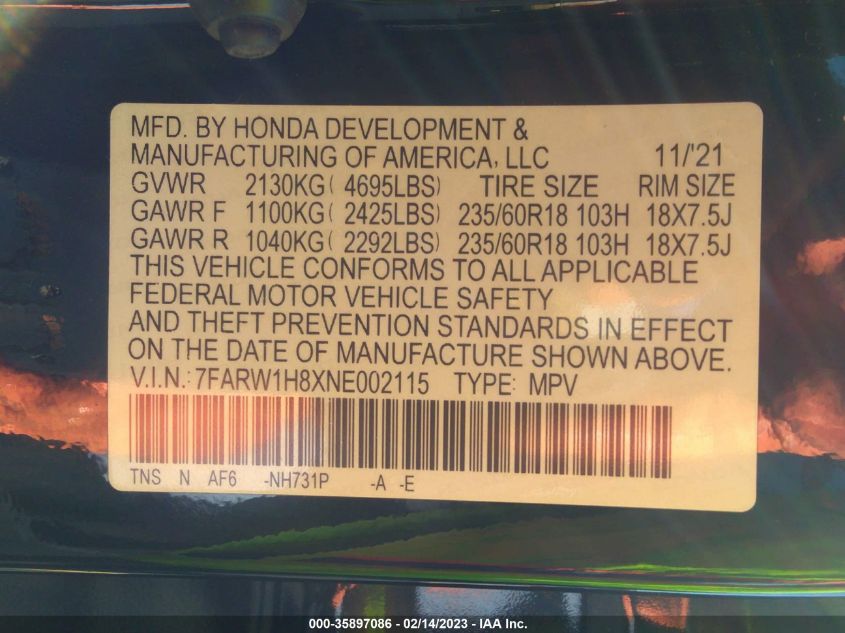 MFD. BY HONDA DEVELOPMENT &
MANUFACTURING OF AMERICA, LLC 11/'21
GVWR 2130KG( 4695LBS) TIRE SIZE RIM SIZE
GAWR F 1100KG( 2425LBS) 235/60R18 103H 18X7.5J
GAWR R 1040KG( 2292LBS) 235/60R18 103H 18X7.5J
THIS VEHICLE CONFORMS TO ALL APPLICABLE
FEDERAL MOTOR VEHICLE SAFETY
AND THEFT PREVENTION STANDARDS IN EFFECT
ON THE DATE OF MANUFACTURE SHOWN ABOVE.
V.I.N.: 7FARW1H8XNE002115 TYPE: MPV
TNS N AF6 -NH731P -A -E
000-35897086 - 02/14/2023 - IAA Inc.